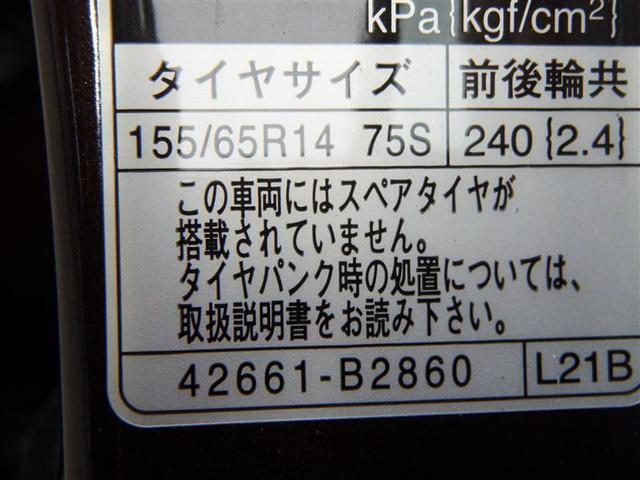 kPa{kgf/cm²}
タイヤサイズ 前後輪共
155/65R14 75S 240{2.4}
この車両にはスペアタイヤが
搭載されていません。
タイヤパンク時の処置については、
取扱説明書をお読み下さい。
42661-B2860 L21B